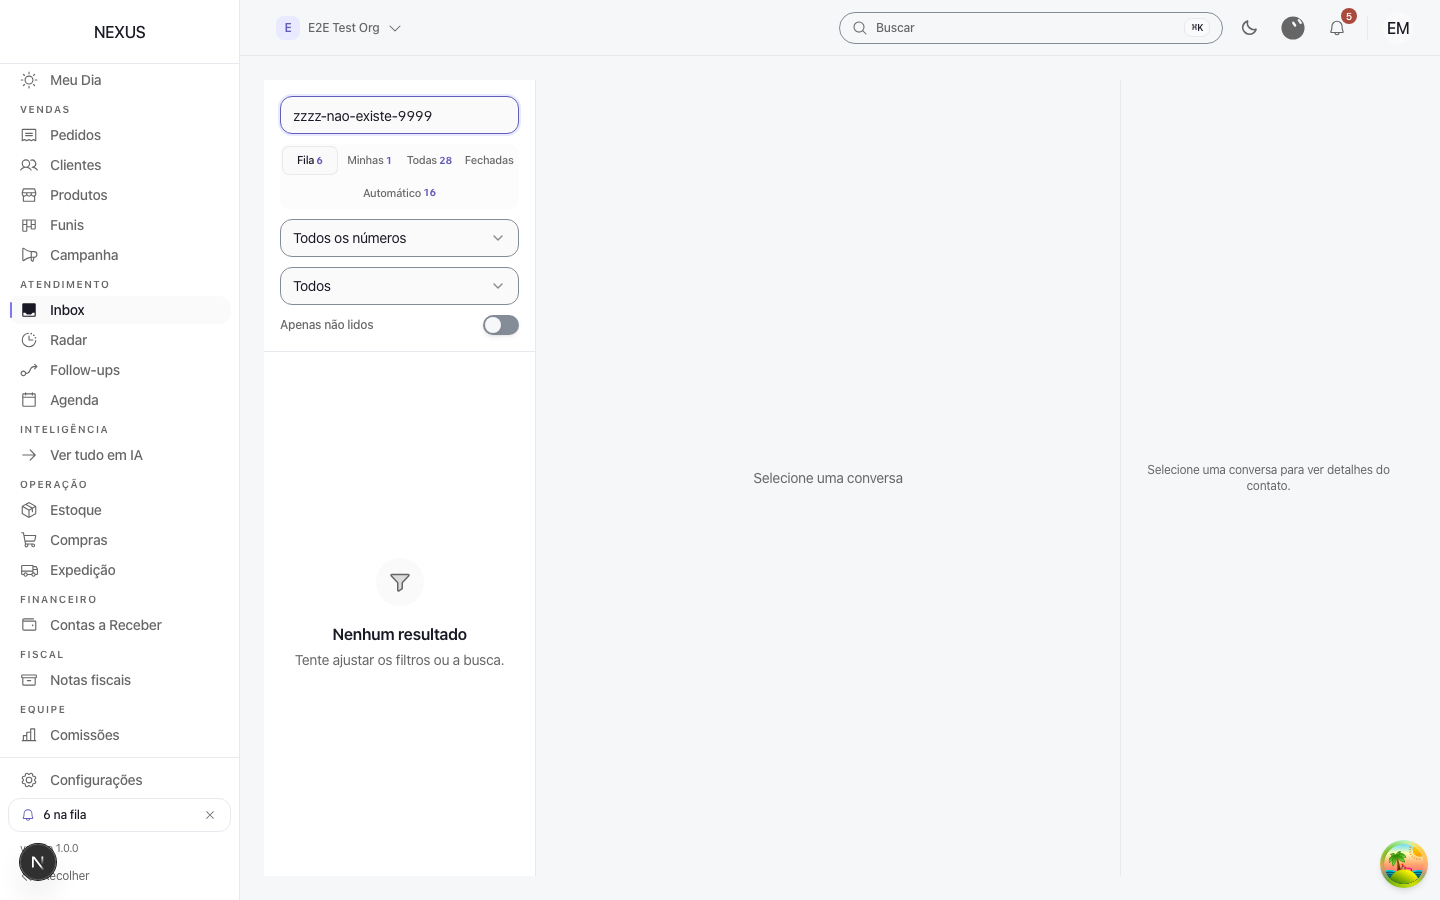 NEXUS
Meu Dia
VENDAS
Pedidos
Clientes
Produtos
Funis
Campanha
ATENDIMENTO
Inbox
Radar
Follow-ups
Agenda
INTELIGÊNCIA
Ver tudo em IA
OPERAÇÃO
Estoque
Compras
Expedição
FINANCEIRO
Contas a Receber
FISCAL
Notas fiscais
EQUIPE
Comissões
Configurações
6 na fila
1.0.0
N
E E2E Test Org
Buscar ⌘K
5
EM
zzzz-nao-existe-9999
Fila 6 Minhas 1 Todas 28 Fechadas
Automático 16
Todos os números
Todos
Apenas não lidos
Nenhum resultado
Tente ajustar os filtros ou a busca.
Selecione uma conversa
Selecione uma conversa para ver detalhes do
contato.